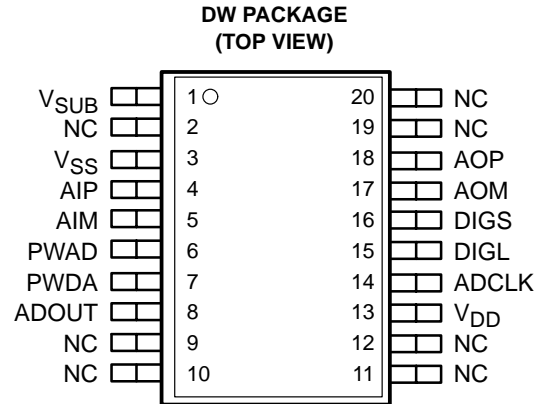 DW PACKAGE
(TOP VIEW)
VSUB 1 20 NC
NC 2 19 NC
VSS 3 18 AOP
AIP 4 17 AOM
AIM 5 16 DIGS
PWAD 6 15 DIGL
PWDA 7 14 ADCLK
ADOUT 8 13 VDD
NC 9 12 NC
NC 10 11 NC